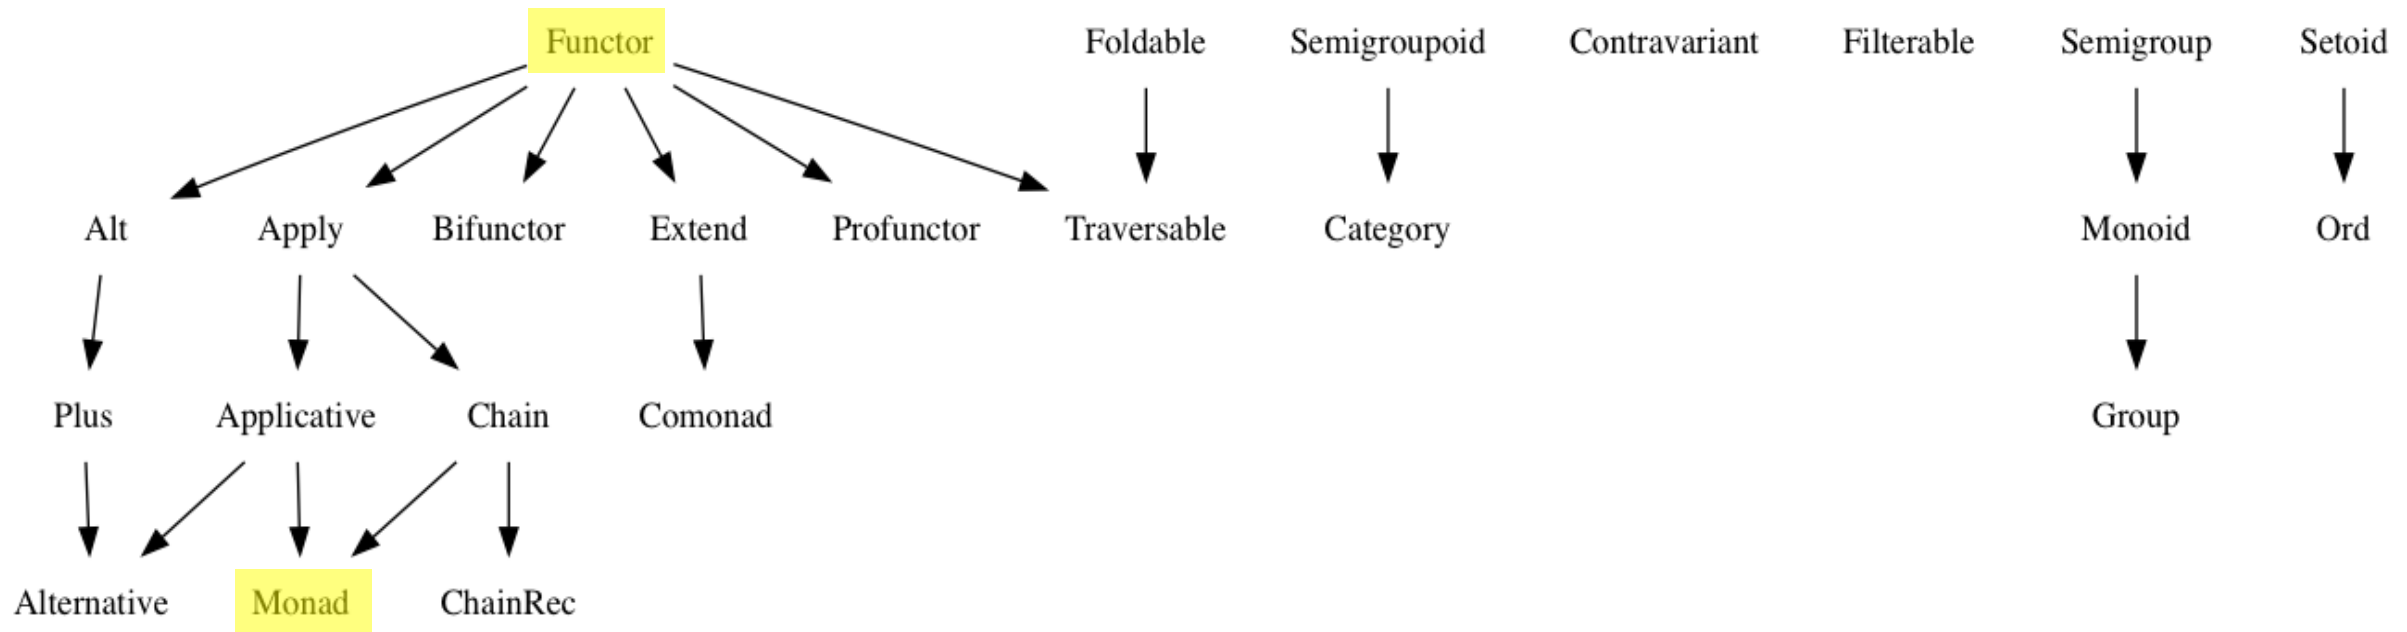 Functor Foldable Semigroupoid Contravariant Filterable Semigroup Setoid
Alt Apply Bifunctor Extend Profunctor Traversable Category Monoid Ord
Plus Applicative Chain Comonad Group
Alternative Monad ChainRec